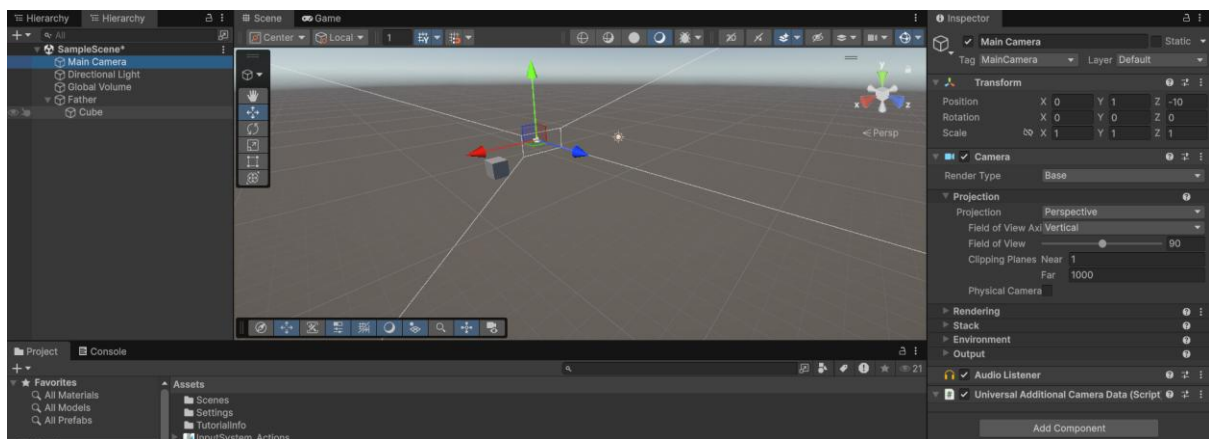 Hierarchy Hierarchy
All
SampleScene*
Main Camera
Directional Light
Global Volume
Father
Cube
Scene Game
Center Local 1
y
x z
Persp
Project Console
21
Favorites
All Materials
All Models
All Prefabs
Assets
Scenes
Settings
TutorialInfo
InputSystem_Actions
Inspector
Main Camera Static
Tag MainCamera Layer Default
Transform
Position X 0 Y 1 Z -10
Rotation X 0 Y 0 Z 0
Scale X 1 Y 1 Z 1
Camera
Render Type Base
Projection
Projection Perspective
Field of View Axi Vertical
Field of View 90
Clipping Planes Near 1
Far 1000
Physical Camera
Rendering
Stack
Environment
Output
Audio Listener
Universal Additional Camera Data (Script
Add Component